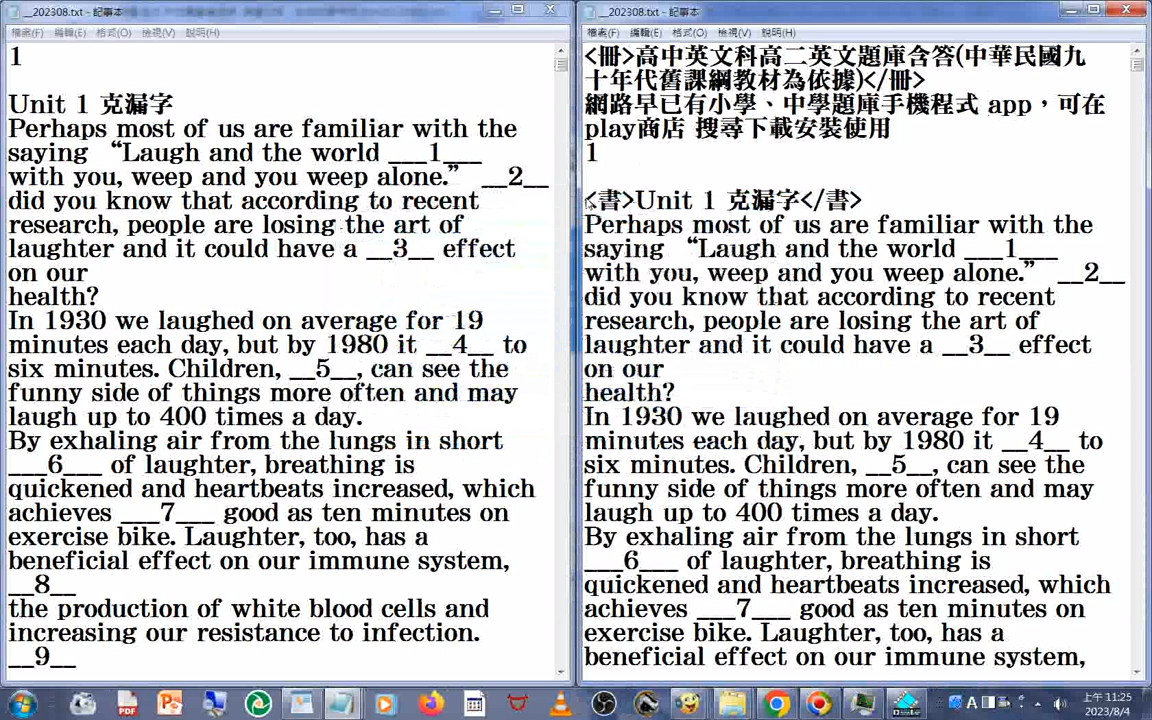 __202308.txt - 記事本
檔案(F) 編輯(E) 格式(O) 檢視(V) 說明(H)
1
Unit 1 克漏字
Perhaps most of us are familiar with the
saying “Laugh and the world ___1___
with you, weep and you weep alone.” __2__
did you know that according to recent
research, people are losing the art of
laughter and it could have a __3__ effect
on our
health?
In 1930 we laughed on average for 19
minutes each day, but by 1980 it __4__ to
six minutes. Children, __5__, can see the
funny side of things more often and may
laugh up to 400 times a day.
By exhaling air from the lungs in short
___6___ of laughter, breathing is
quickened and heartbeats increased, which
achieves ___7___ good as ten minutes on
exercise bike. Laughter, too, has a
beneficial effect on our immune system,
__8__
the production of white blood cells and
increasing our resistance to infection.
__9__
__202308.txt - 記事本
檔案(F) 編輯(E) 格式(O) 檢視(V) 說明(H)
<冊>高中英文科高二英文題庫含答(中華民國九
十年代舊課綱教材為依據)</冊>
網路早已有小學、中學題庫手機程式 app，可在
play商店 搜尋下載安裝使用
1
<書>Unit 1 克漏字</書>
Perhaps most of us are familiar with the
saying “Laugh and the world ___1___
with you, weep and you weep alone.” __2__
did you know that according to recent
research, people are losing the art of
laughter and it could have a __3__ effect
on our
health?
In 1930 we laughed on average for 19
minutes each day, but by 1980 it __4__ to
six minutes. Children, __5__, can see the
funny side of things more often and may
laugh up to 400 times a day.
By exhaling air from the lungs in short
___6___ of laughter, breathing is
quickened and heartbeats increased, which
achieves ___7___ good as ten minutes on
exercise bike. Laughter, too, has a
beneficial effect on our immune system,
PDF
A
上午 11:25
2023/8/4